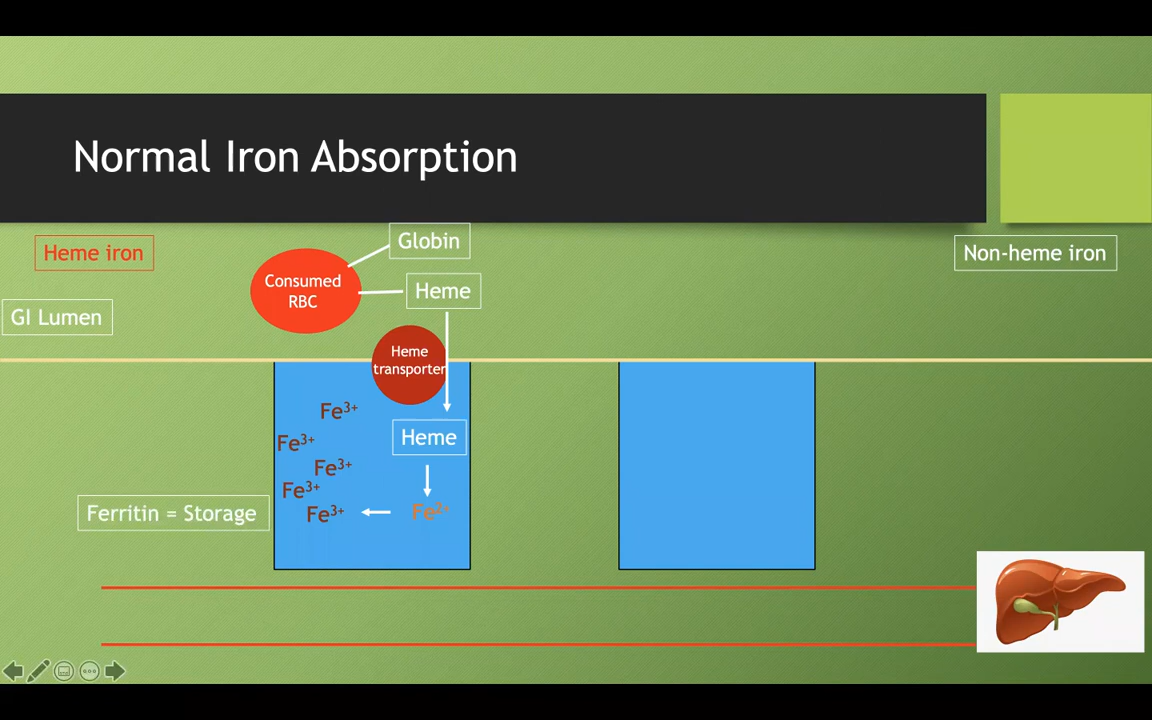 Normal Iron Absorption
Heme iron
Globin
Non-heme iron
Consumed
RBC
Heme
GI Lumen
Heme
transporter
Fe³⁺
Heme
Fe³⁺
Fe³⁺
Fe³⁺
Ferritin = Storage
Fe³⁺
Fe²⁺